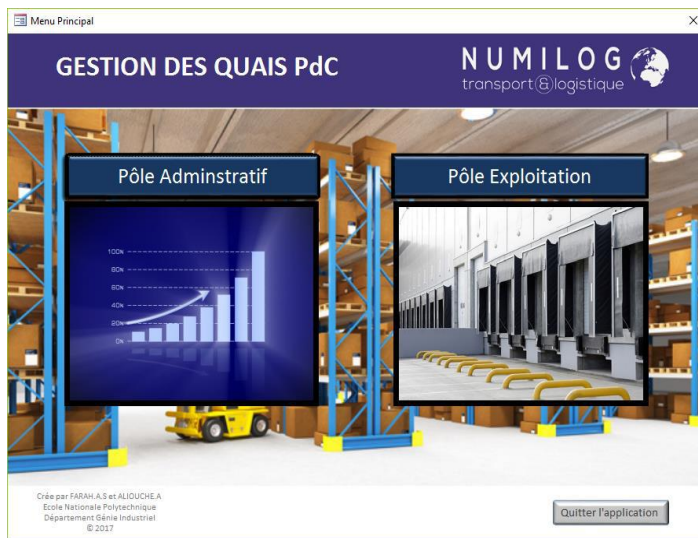 Menu Principal
GESTION DES QUAIS PdC
NUMILOG
transport&logistique
Pôle Adminstratif
Pôle Exploitation
100%
80%
60%
40%
20%
0%
Crée par FARAH.A.S et ALIOUCHE.A
Ecole Nationale Polytechnique
Département Génie Industriel
© 2017
Quitter l'application